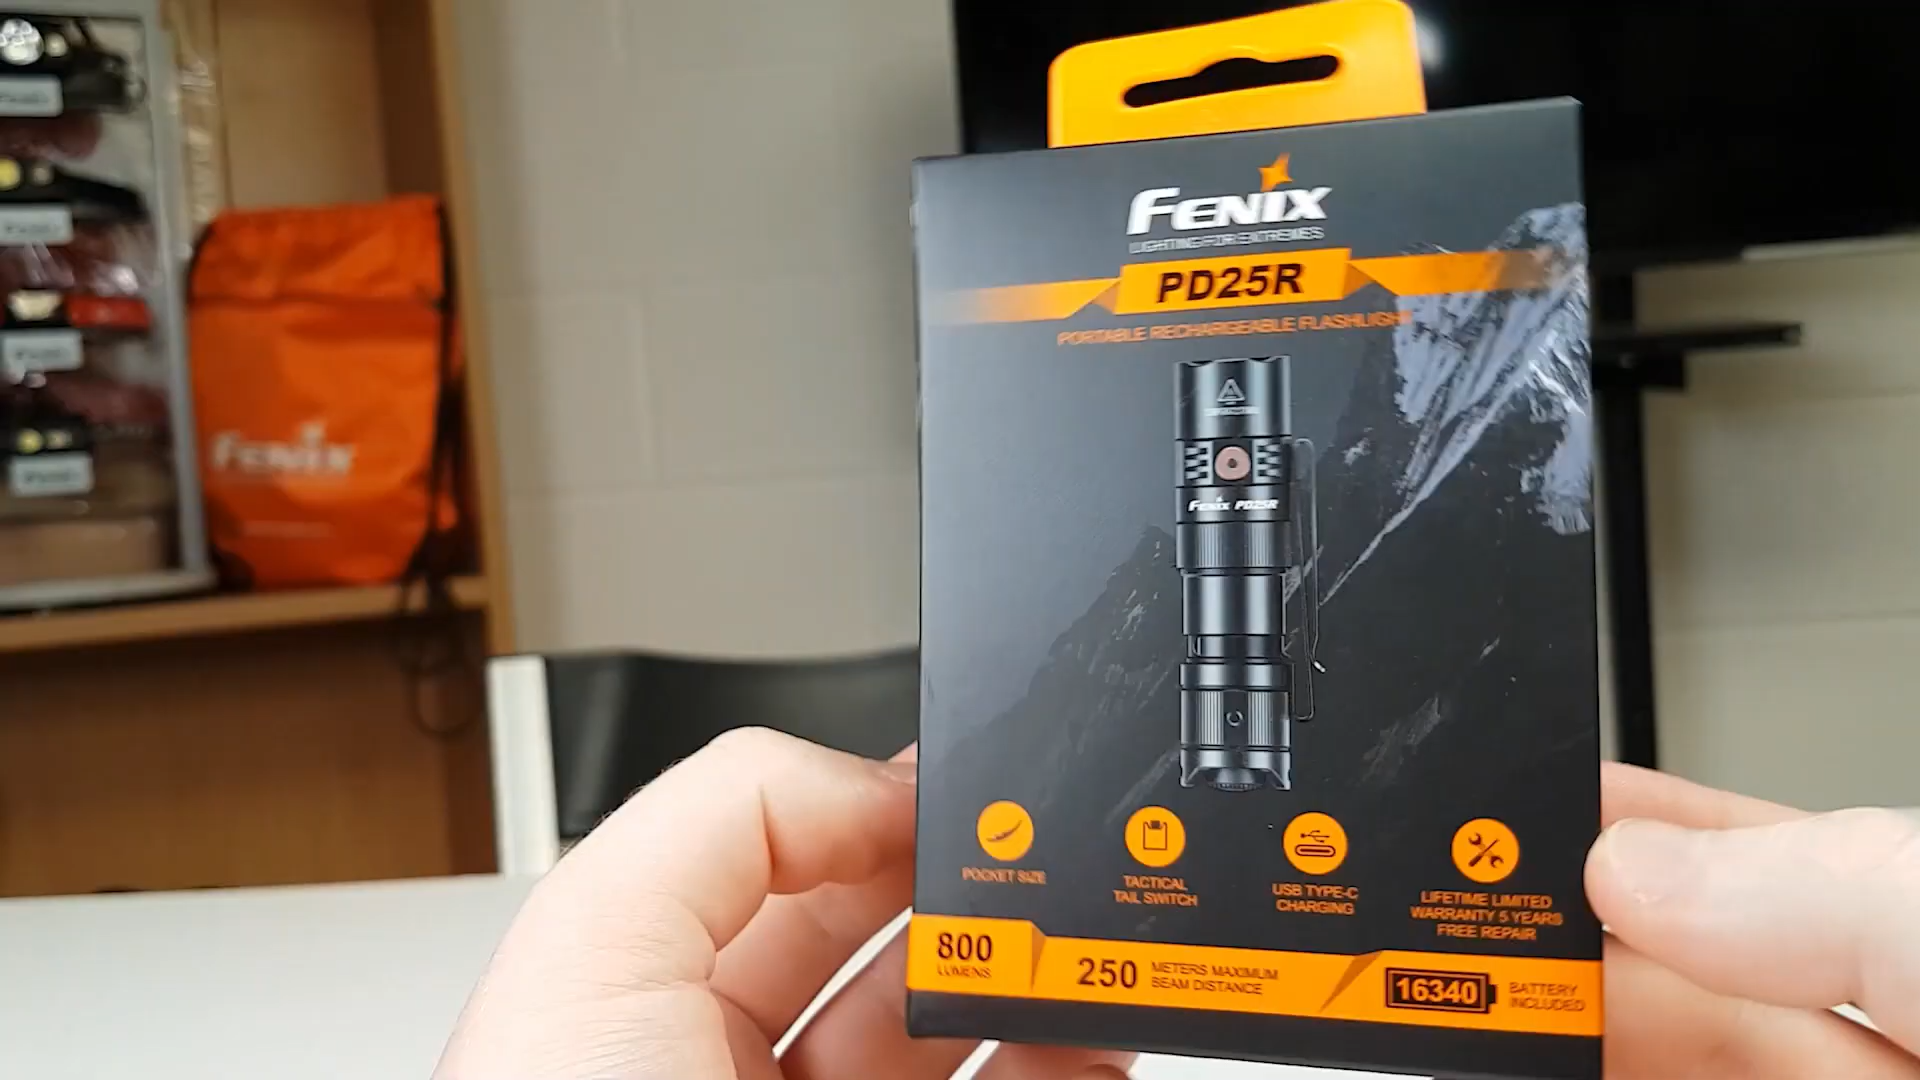 FENIX
LIGHTING FOR EXTREMES
PD25R
PORTABLE RECHARGEABLE FLASHLIGHT
FENIX PD25R
POCKET SIZE
TACTICAL
TAIL SWITCH
USB TYPE-C
CHARGING
LIFETIME LIMITED
WARRANTY 5 YEARS
FREE REPAIR
800
LUMENS
250
METERS MAXIMUM
BEAM DISTANCE
16340
BATTERY
INCLUDED
FENIX